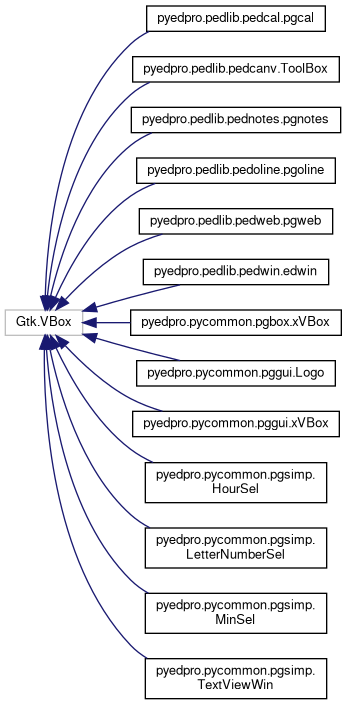 pyedpro.pedlib.pedcal.pgcal
pyedpro.pedlib.pedcanv.ToolBox
pyedpro.pedlib.pednotes.pgnotes
pyedpro.pedlib.pedoline.pgoline
pyedpro.pedlib.pedweb.pgweb
pyedpro.pedlib.pedwin.edwin
Gtk.VBox
pyedpro.pycommon.pgbox.xVBox
pyedpro.pycommon.pggui.Logo
pyedpro.pycommon.pggui.xVBox
pyedpro.pycommon.pgsimp.
HourSel
pyedpro.pycommon.pgsimp.
LetterNumberSel
pyedpro.pycommon.pgsimp.
MinSel
pyedpro.pycommon.pgsimp.
TextViewWin